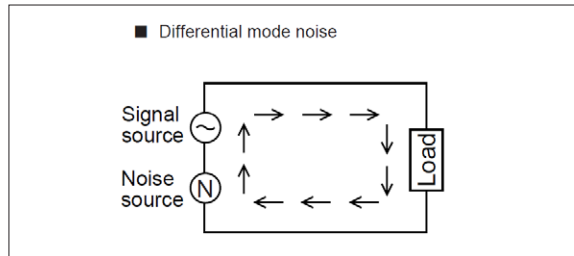 ■ Differential mode noise
Signal
source
~
Noise
source
N
Load